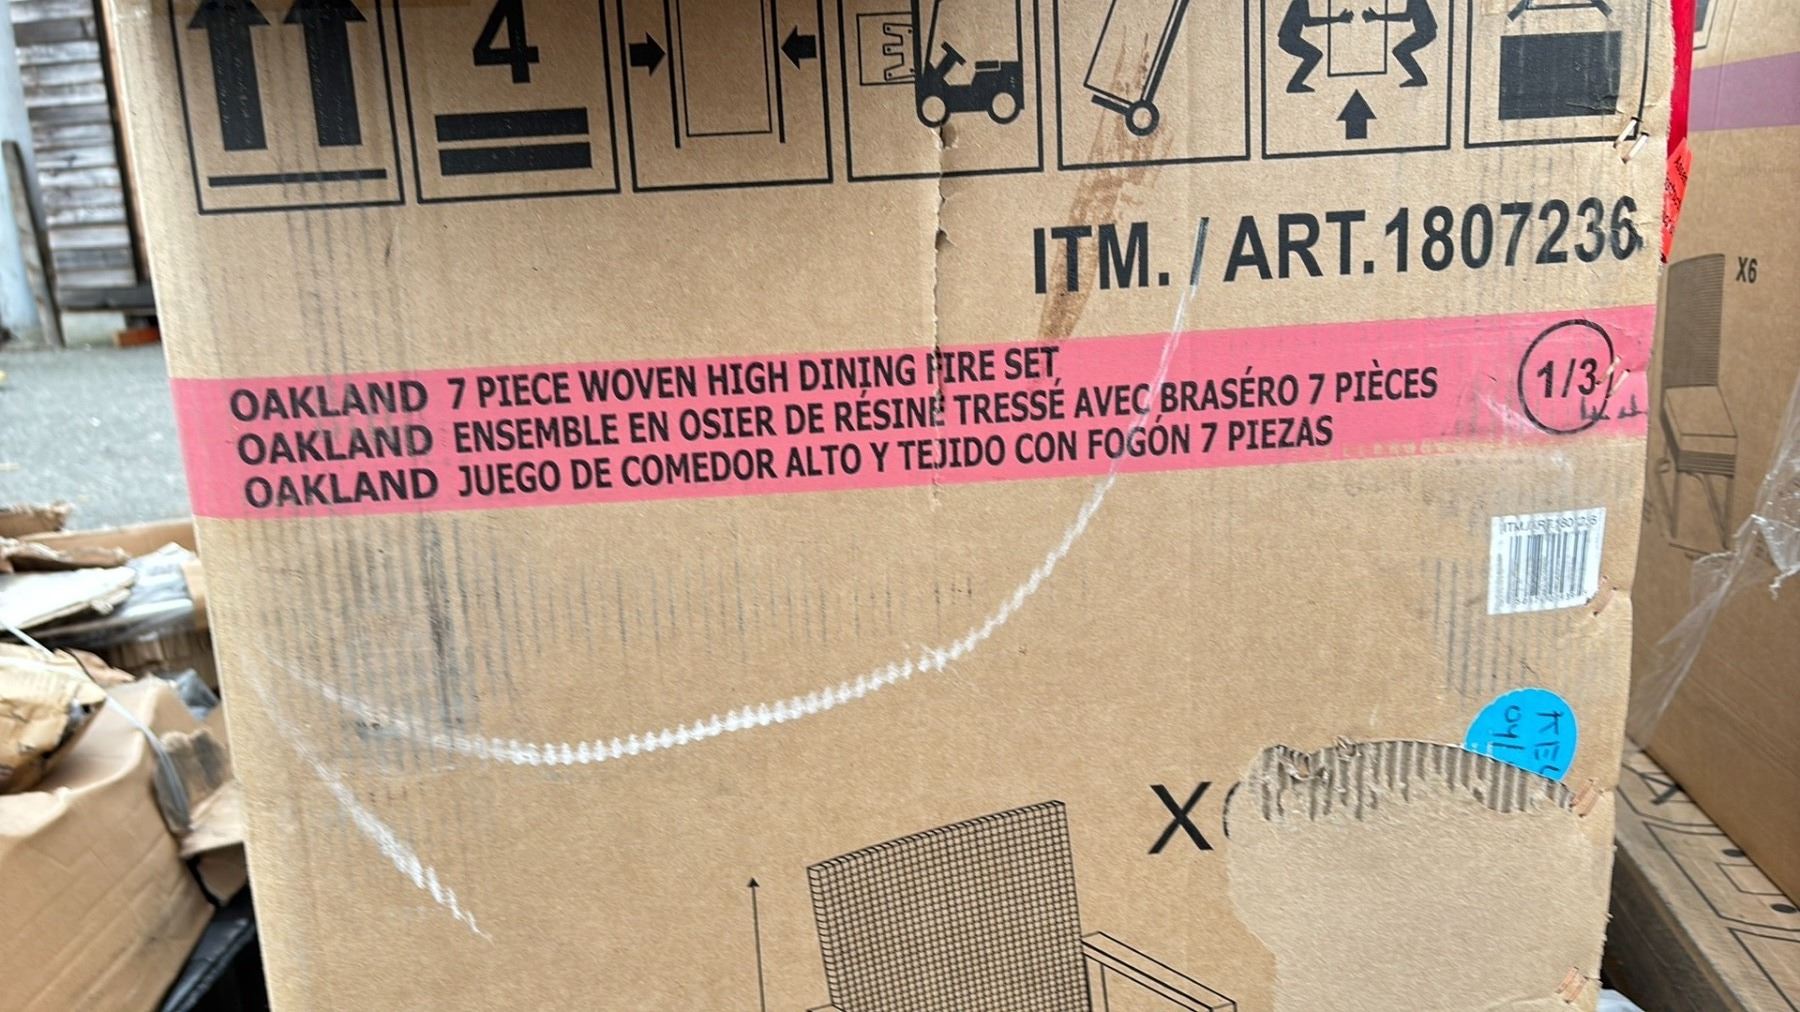 4
ITM. / ART. 1807236
X6
OAKLAND 7 PIECE WOVEN HIGH DINING FIRE SET
OAKLAND ENSEMBLE EN OSIER DE RÉSINE TRESSÉ AVEC BRASÉRO 7 PIÈCES
OAKLAND JUEGO DE COMEDOR ALTO Y TEJIDO CON FOGÓN 7 PIEZAS
1/3
X